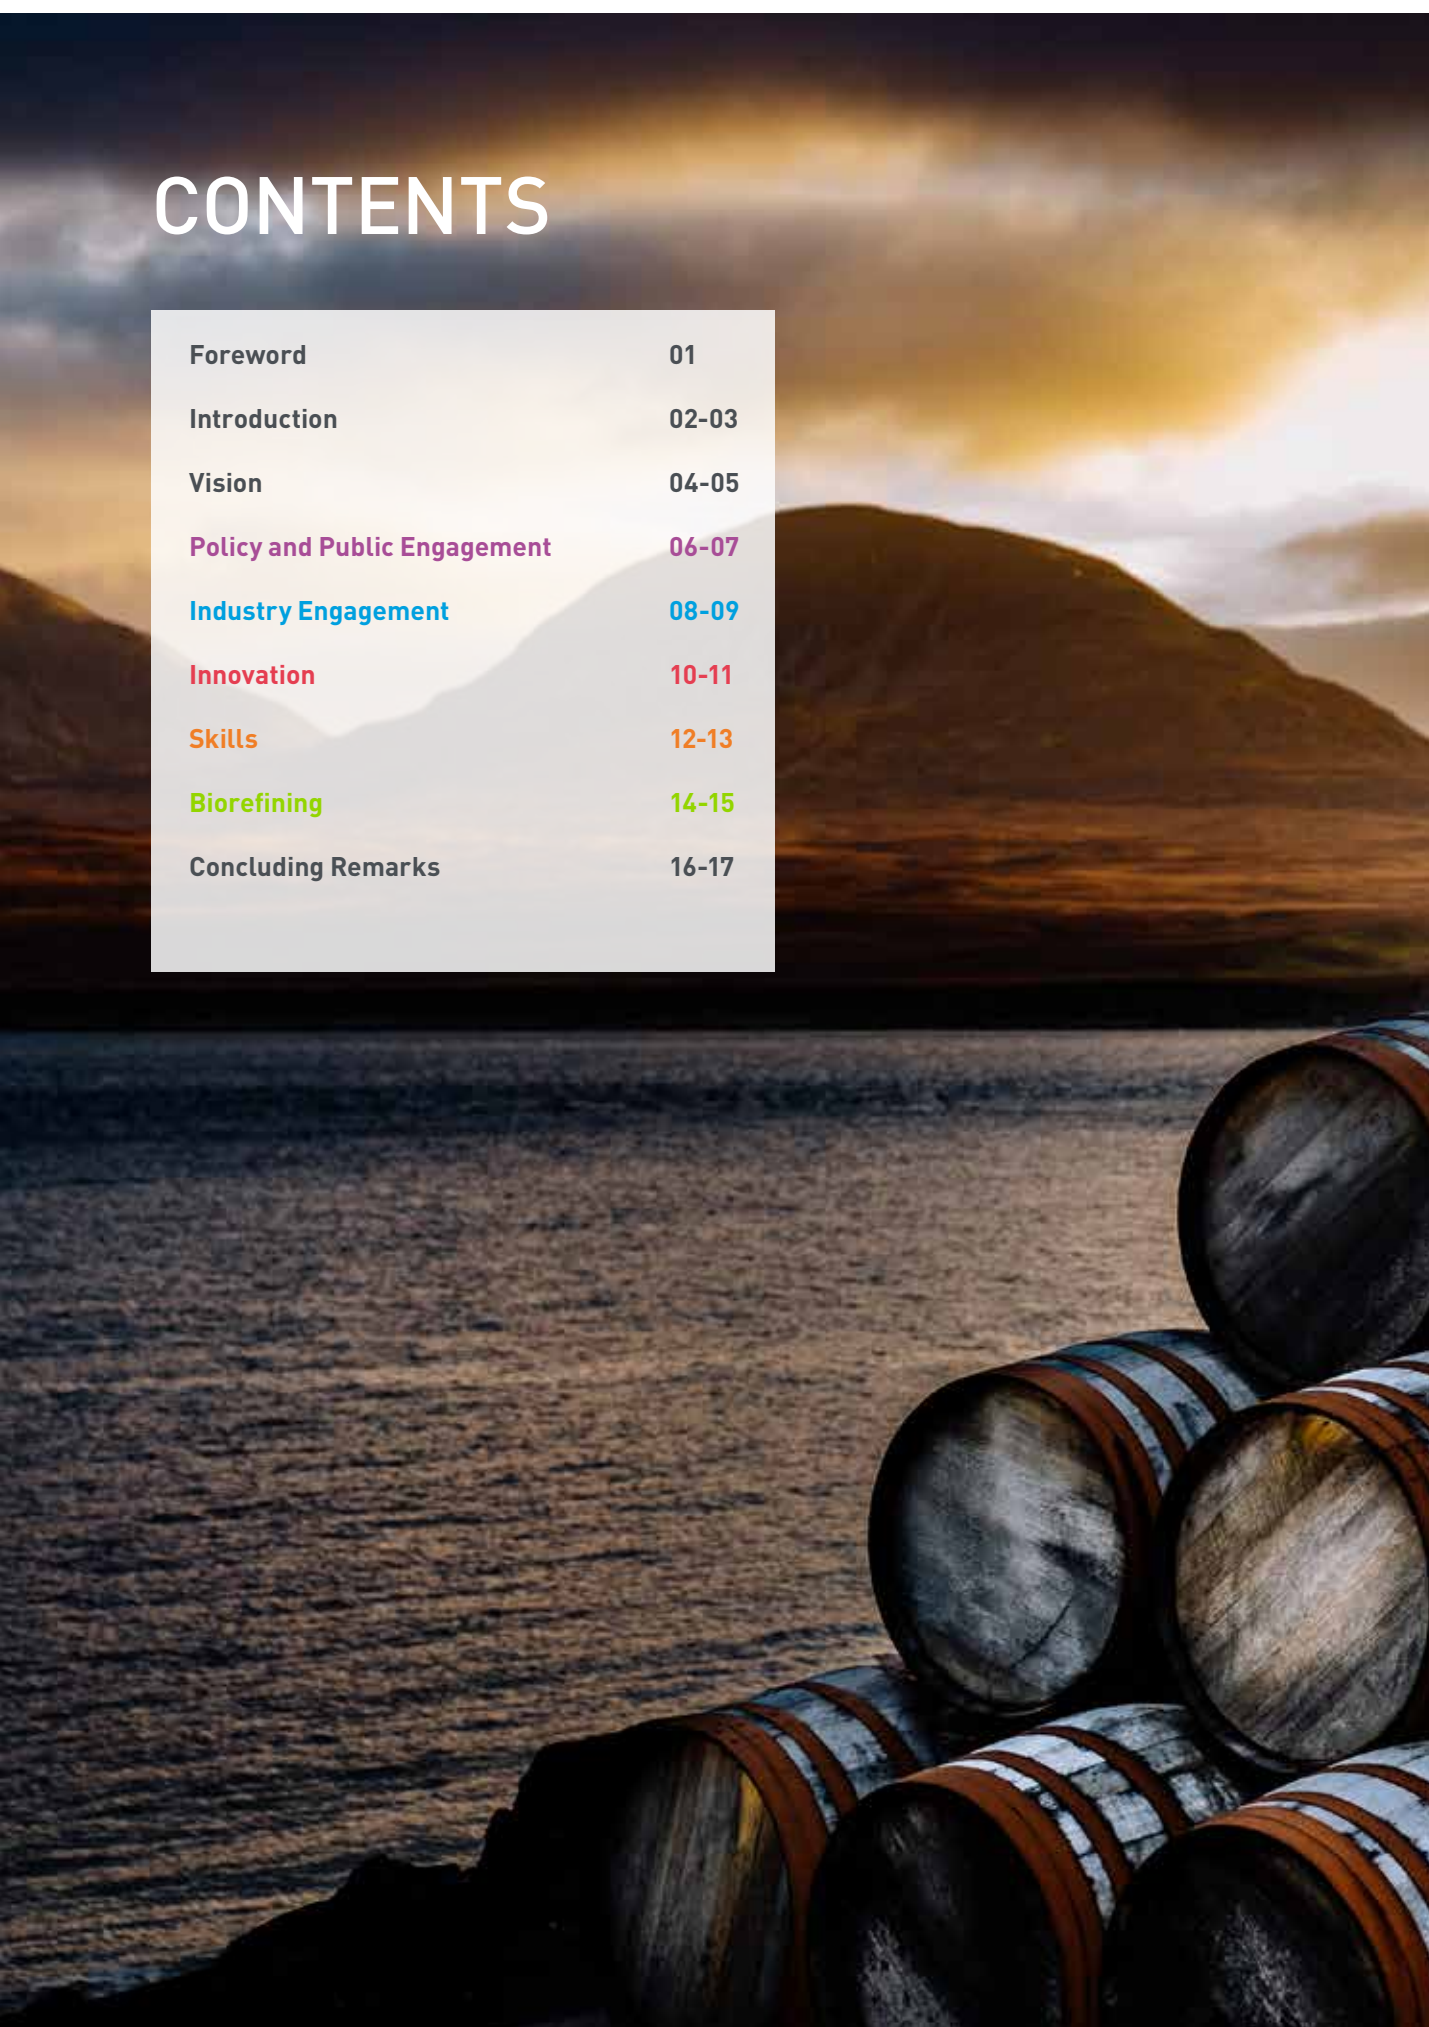 CONTENTS
Foreword 01
Introduction 02-03
Vision 04-05
Policy and Public Engagement 06-07
Industry Engagement 08-09
Innovation 10-11
Skills 12-13
Biorefining 14-15
Concluding Remarks 16-17